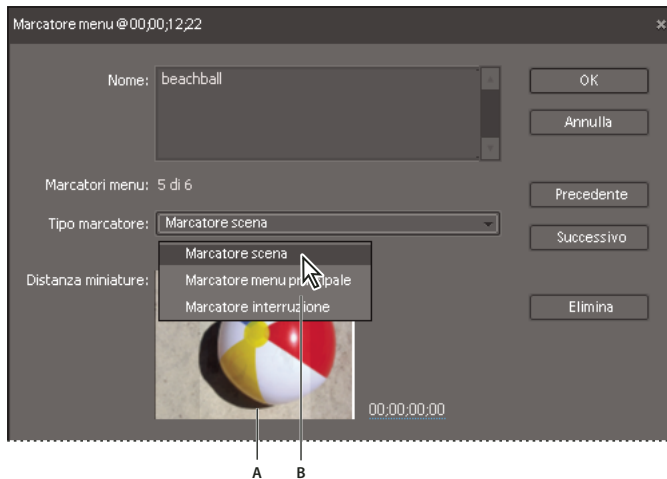 Marcatore menu @ 00;00;12;22
Nome: beachball
OK
Annulla
Marcatori menu: 5 di 6
Precedente
Tipo marcatore: Marcatore scena
Successivo
Marcatore scena
Distanza miniature:
Marcatore menu principale
Marcatore interruzione
Elimina
00;00;00;00
A B